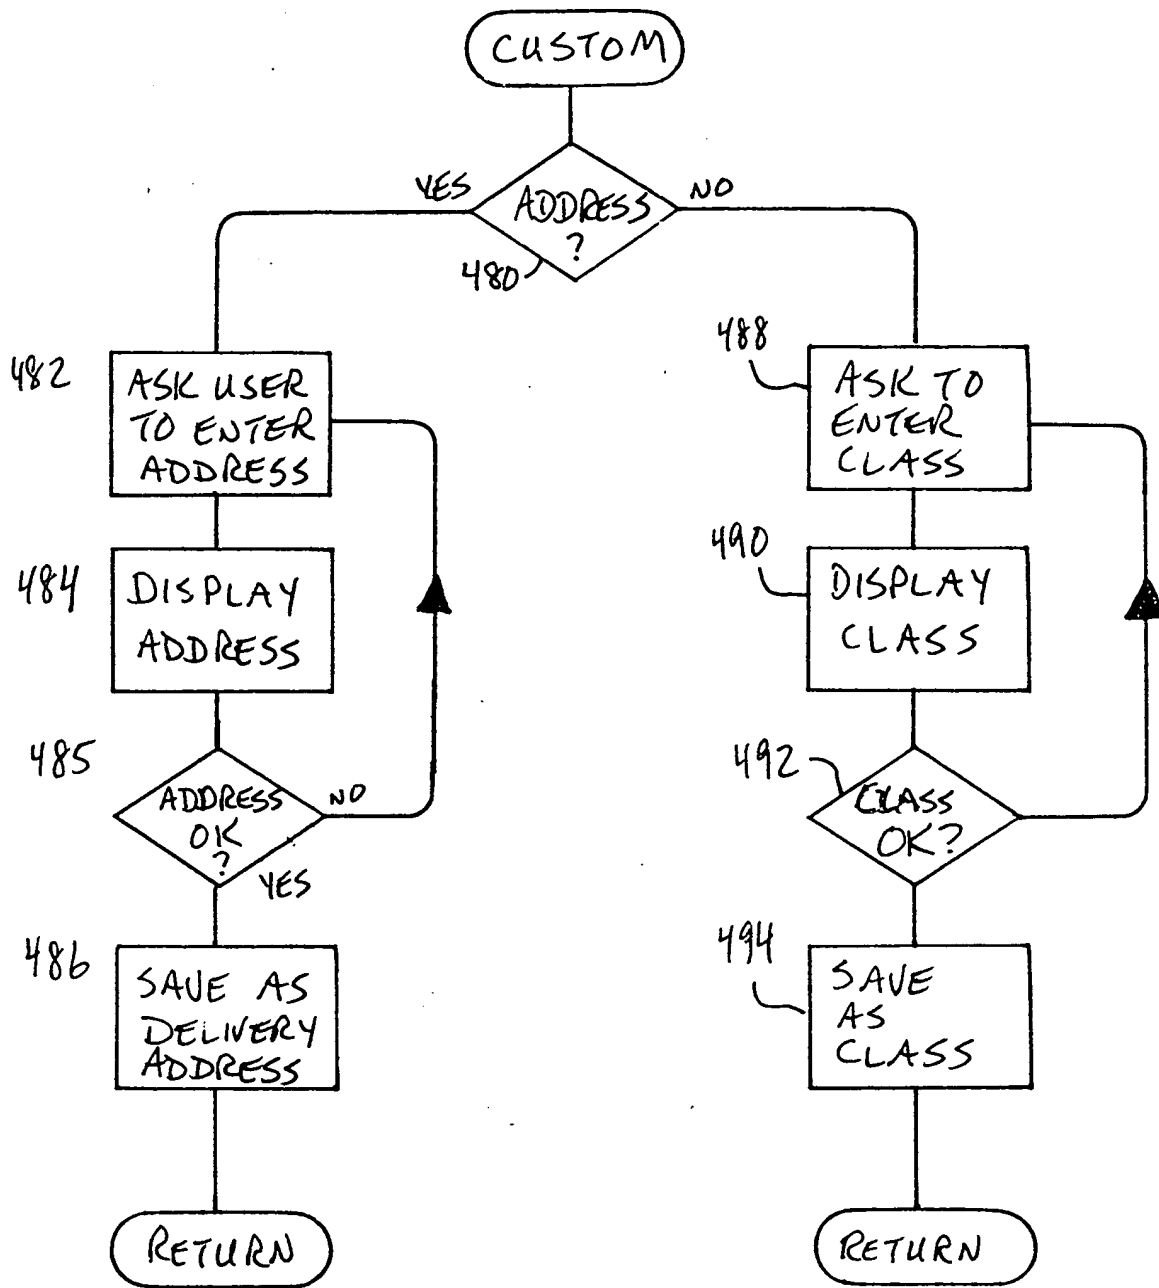 CUSTOM
YES
ADDRESS
?
NO
480
482
ASK USER
TO ENTER
ADDRESS
484
DISPLAY
ADDRESS
485
ADDRESS
OK
?
NO
YES
486
SAVE AS
DELIVERY
ADDRESS
RETURN
488
ASK TO
ENTER
CLASS
490
DISPLAY
CLASS
492
CLASS
OK?
494
SAVE
AS
CLASS
RETURN